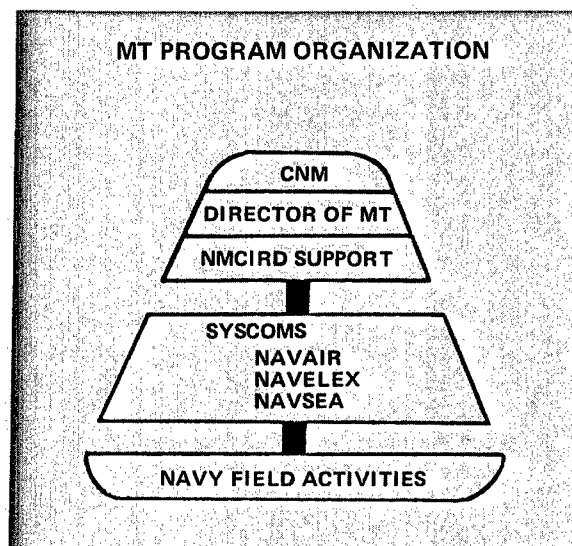 MT PROGRAM ORGANIZATION
CNM
DIRECTOR OF MT
NMCIRD SUPPORT
SYSCOMS
NAVAIR
NAVELEX
NAVSEA
NAVY FIELD ACTIVITIES